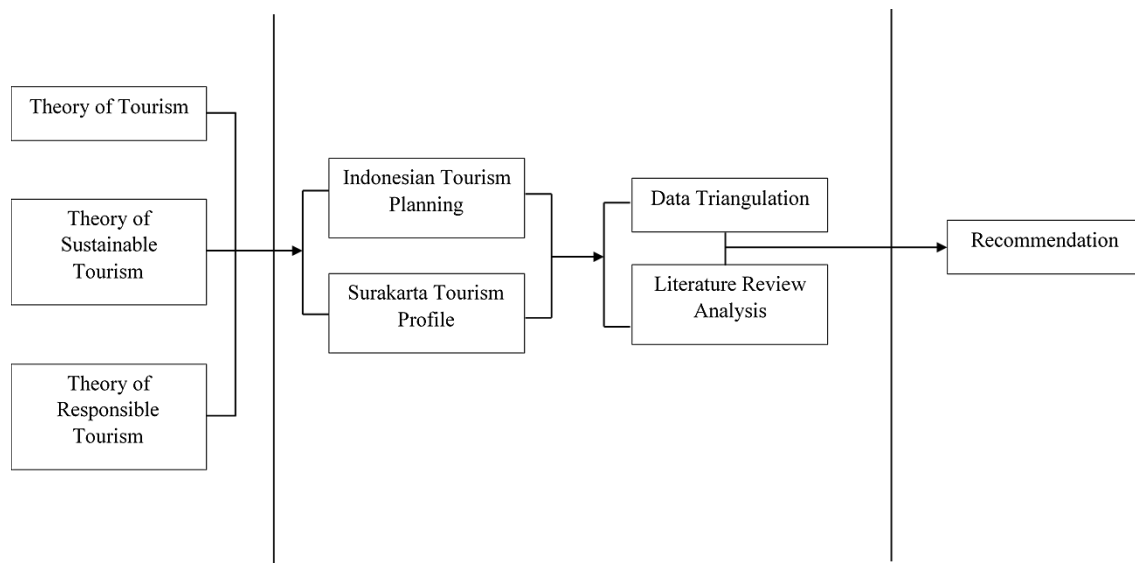 Theory of Tourism
Theory of
Sustainable
Tourism
Theory of
Responsible
Tourism
Indonesian Tourism
Planning
Surakarta Tourism
Profile
Data Triangulation
Literature Review
Analysis
Recommendation